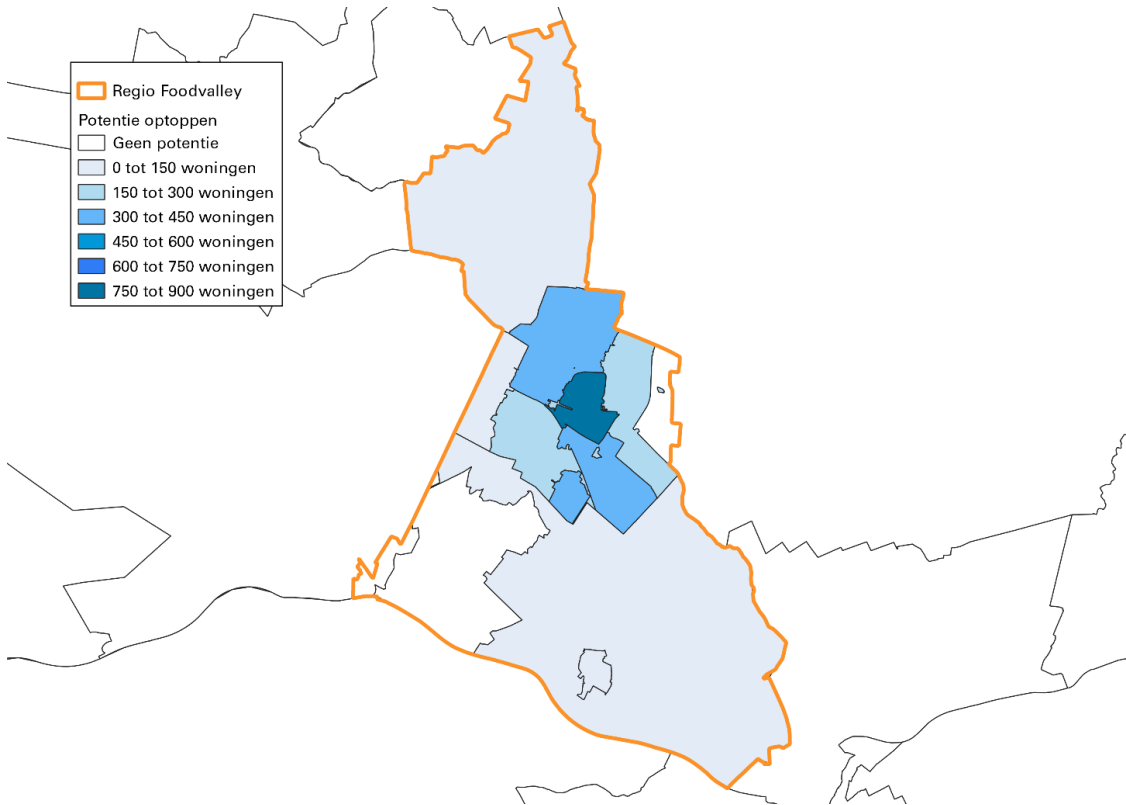 Regio Foodvalley
Potentie optoppen
Geen potentie
0 tot 150 woningen
150 tot 300 woningen
300 tot 450 woningen
450 tot 600 woningen
600 tot 750 woningen
750 tot 900 woningen